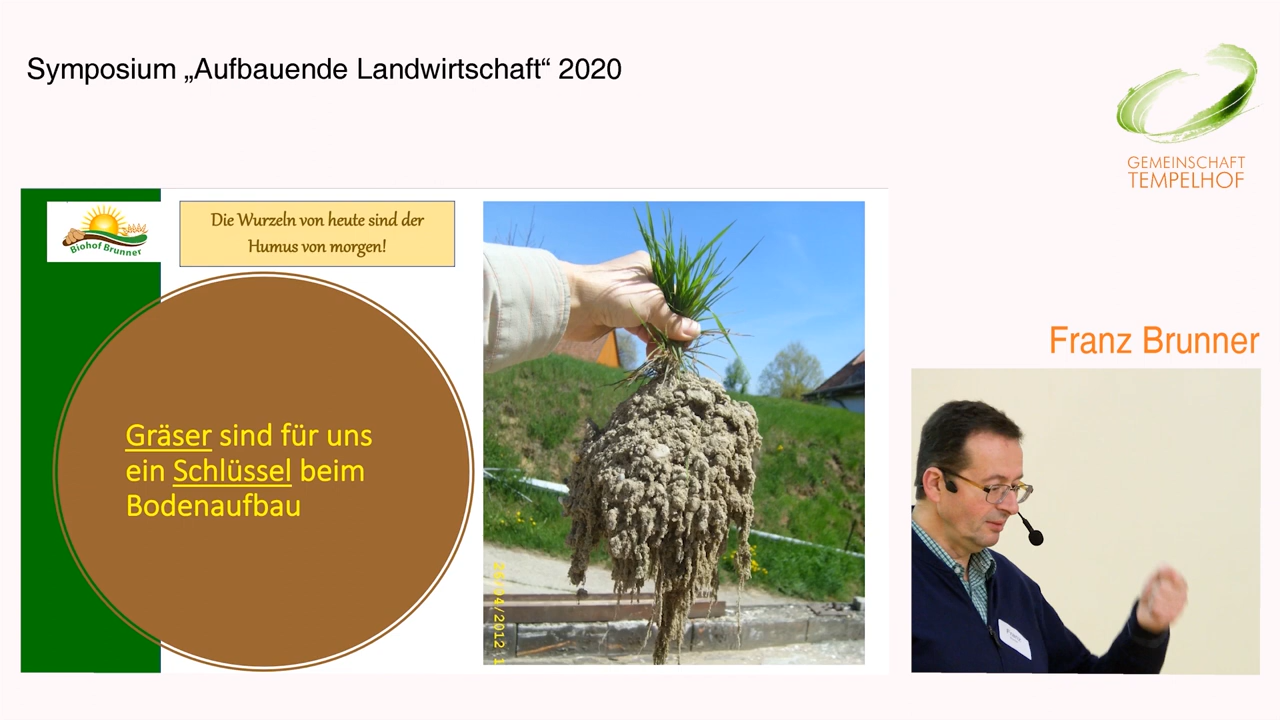 Symposium „Aufbauende Landwirtschaft“ 2020
GEMEINSCHAFT
TEMPELHOF
Biohof Brunner
Die Wurzeln von heute sind der
Humus von morgen!
Gräser sind für uns
ein Schlüssel beim
Bodenaufbau
Franz Brunner
Franz